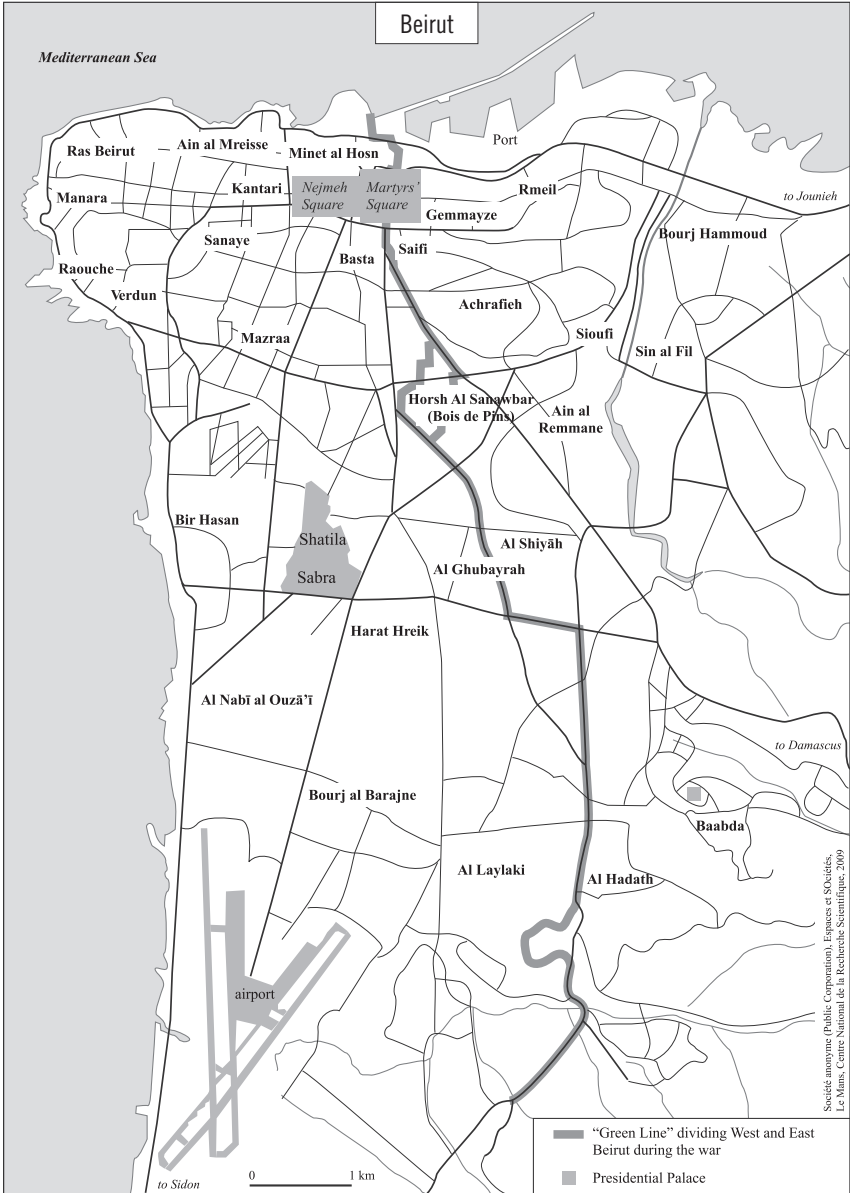 Beirut
Mediterranean Sea
Port
Ras Beirut
Ain al Mreisse
Minet al Hosn
to Jounieh
Manara
Kantari
Nejmeh
Square
Martyrs’
Square
Rmeil
Gemmayze
Bourj Hammoud
Sanaye
Saifi
Basta
Raouche
Verdun
Achrafieh
Mazraa
Sioufi
Sin al Fil
Horsh Al Sanawbar
(Bois de Pins)
Ain al
Remmane
Bir Hasan
Shatila
Sabra
Al Shiyāh
Al Ghubayrah
Harat Hreik
Al Nabī al Ouzā’ī
to Damascus
Bourj al Barajne
Baabda
Al Laylaki
Al Hadath
airport
Société anonyme (Public Corporation), Espaces et SOciétés,
Le Mans, Centre National de la Recherche Scientifique, 2009
“Green Line” dividing West and East
Beirut during the war
Presidential Palace
to Sidon
0 1 km